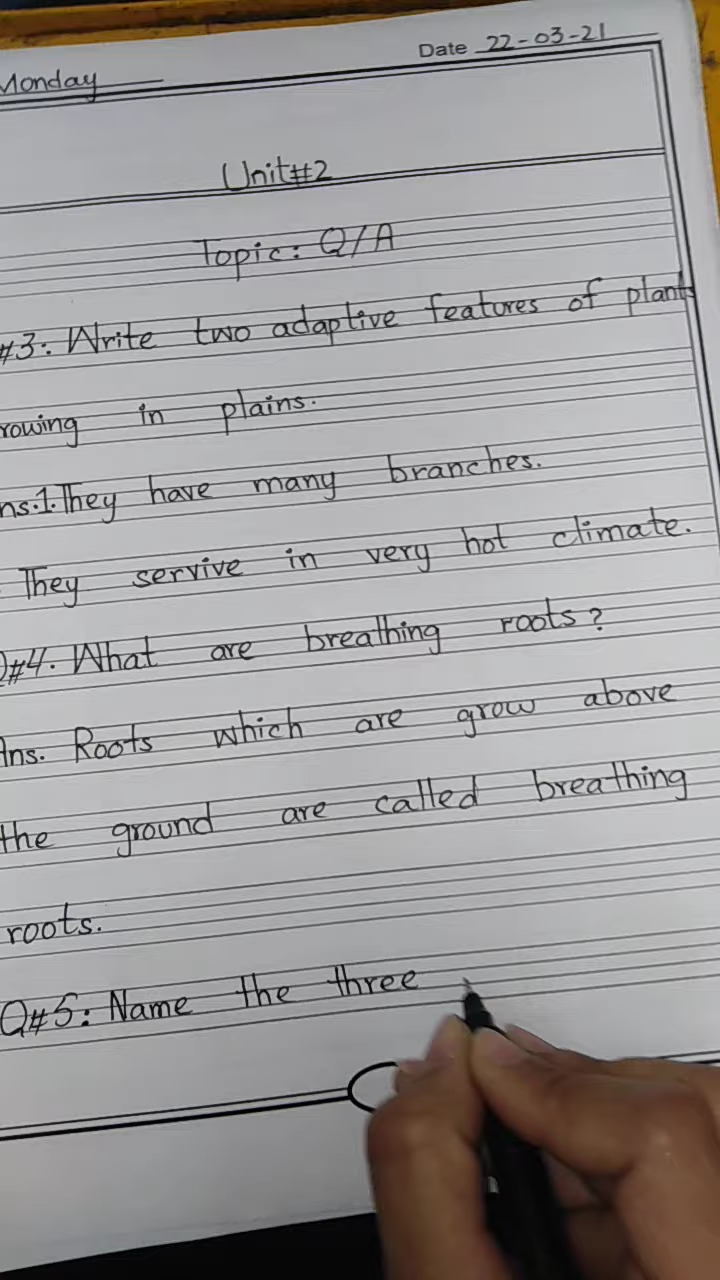 Monday
Date 22-03-21
Unit#2
Topic: Q/A
#3: Write two adaptive features of plants
rowing in plains.
ns.1.They have many branches.
. They servive in very hot climate.
Q#4. What are breathing roots?
Ans. Roots which are grow above
the ground are called breathing
roots.
Q#5: Name the three